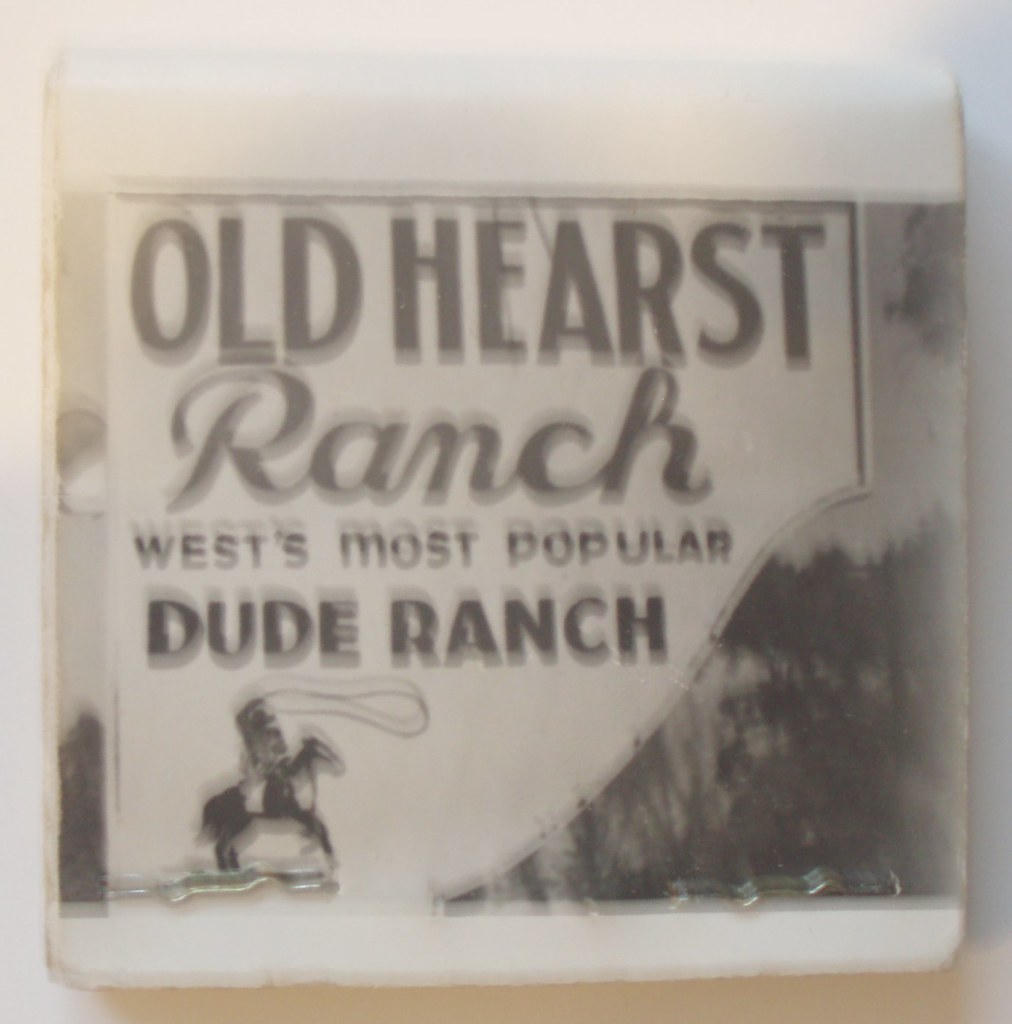 OLD HEARST
Ranch
WEST'S MOST POPULAR
DUDE RANCH